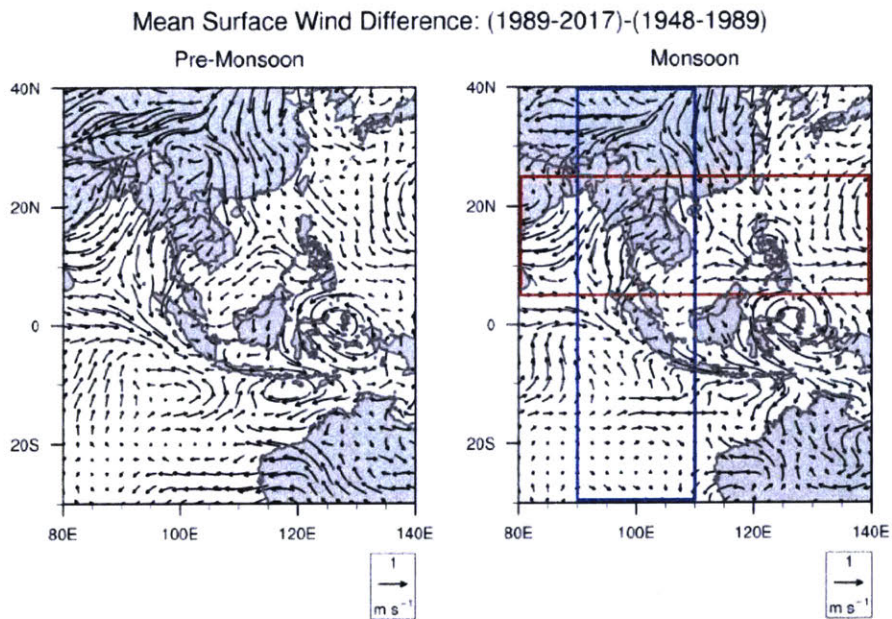 Mean Surface Wind Difference: (1989-2017)-(1948-1989)
Pre-Monsoon
Monsoon
40N
20N
0
20S
80E 100E 120E 140E
1
m s⁻¹
40N
20N
0
20S
80E 100E 120E 140E
1
m s⁻¹